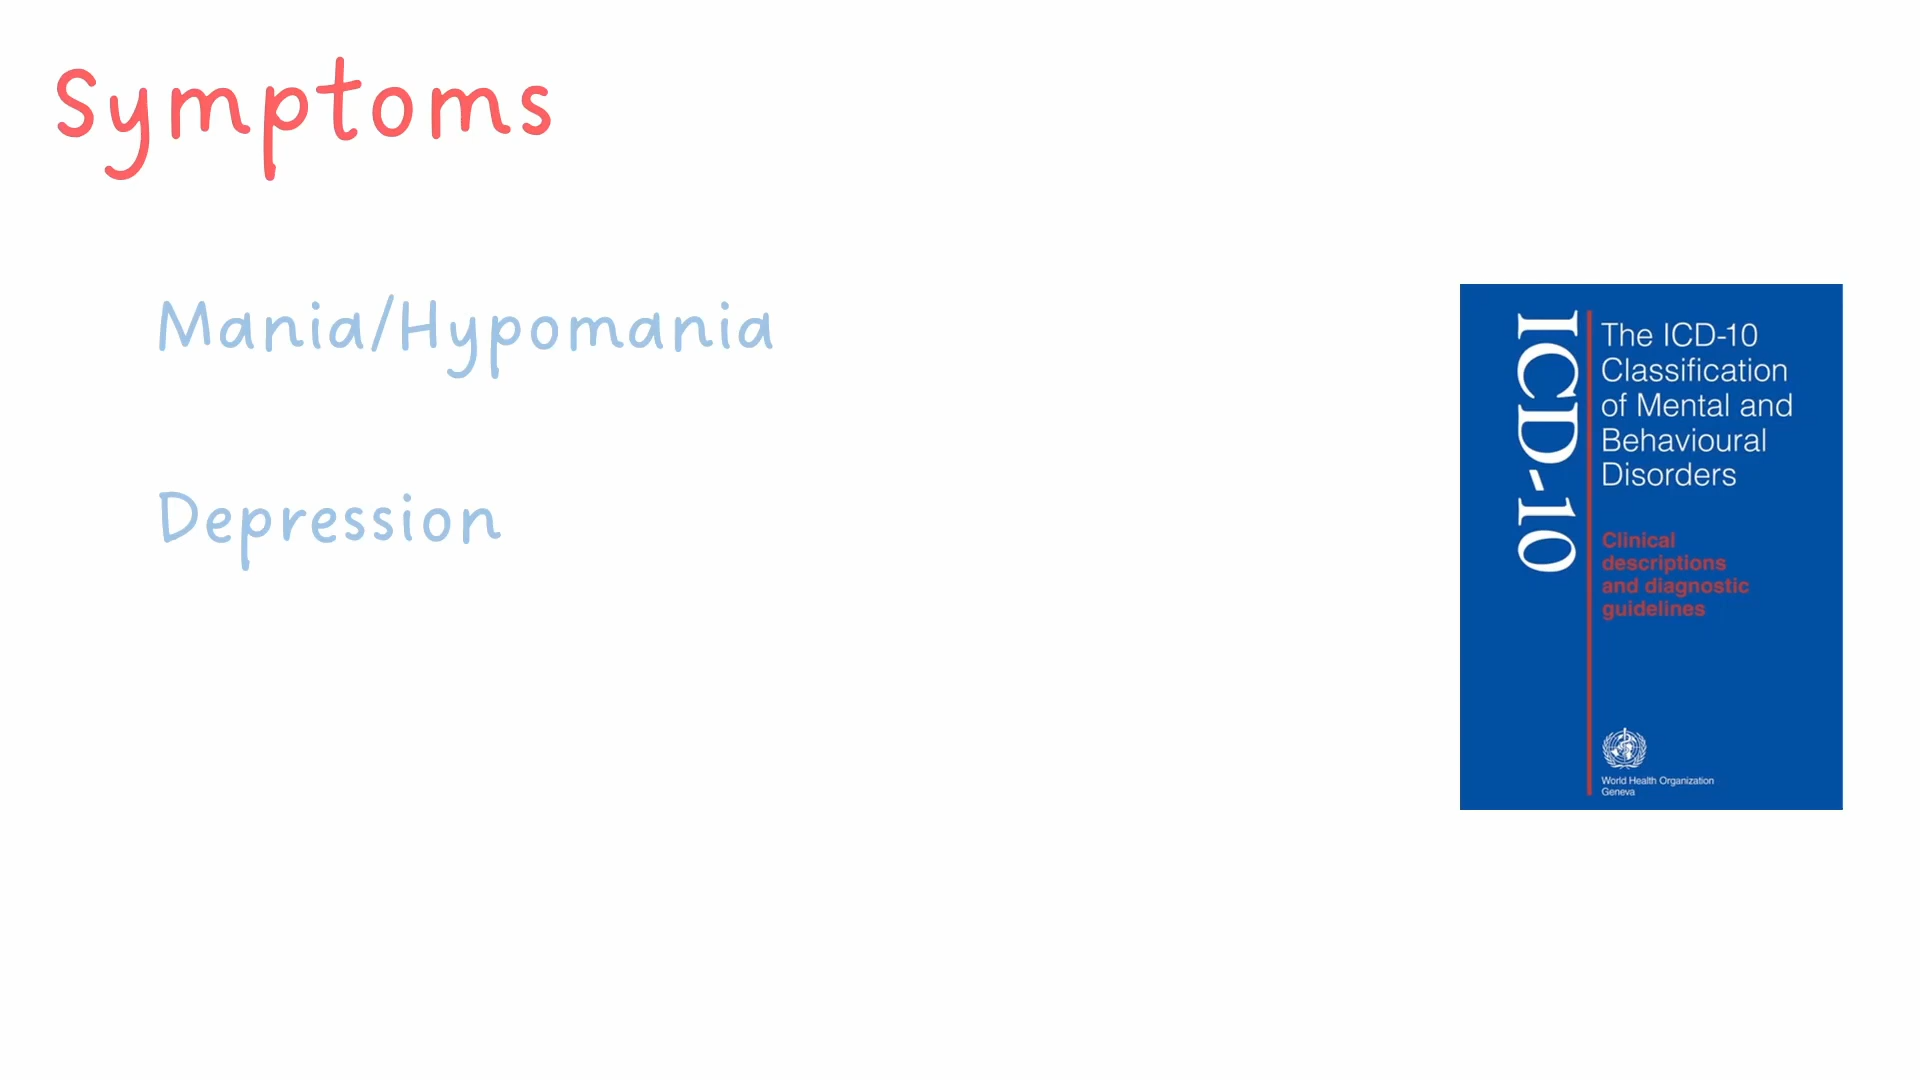 Symptoms
Mania/Hypomania
Depression
ICD-10
The ICD-10
Classification
of Mental and
Behavioural
Disorders
Clinical
descriptions
and diagnostic
guidelines
World Health Organization
Geneva